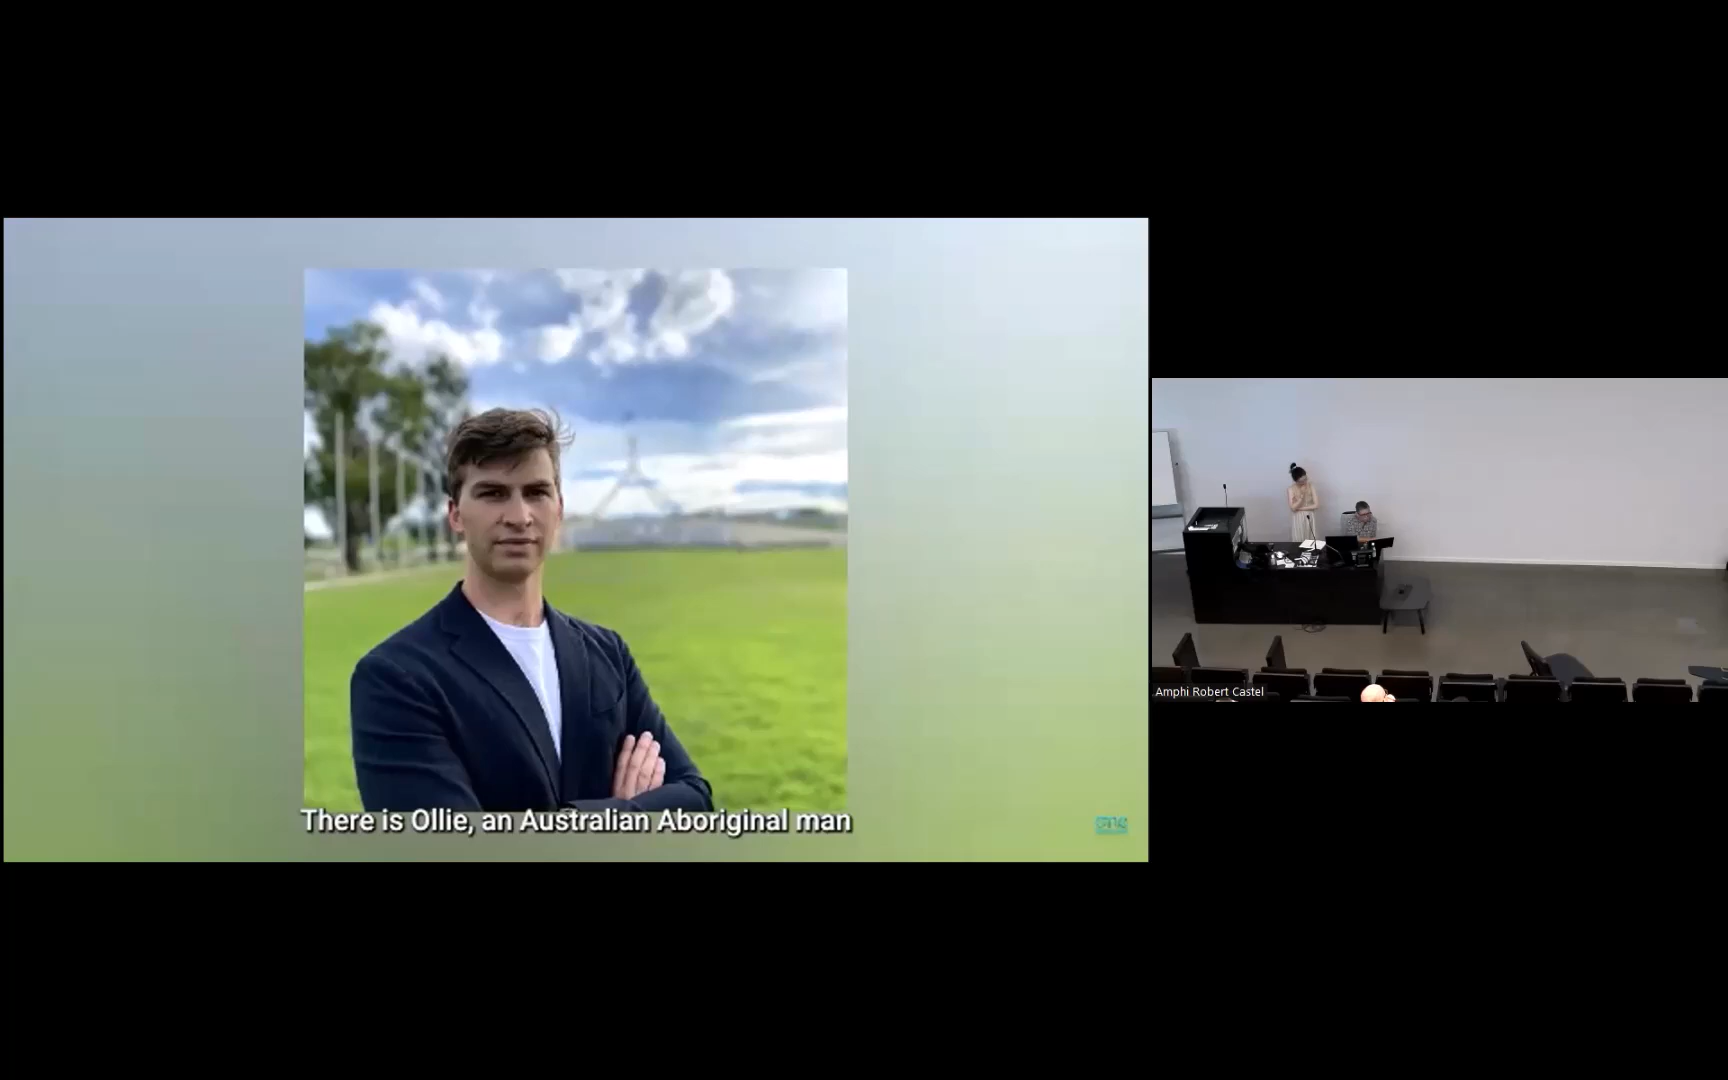 There is Ollie, an Australian Aboriginal man
Amphi Robert Castel